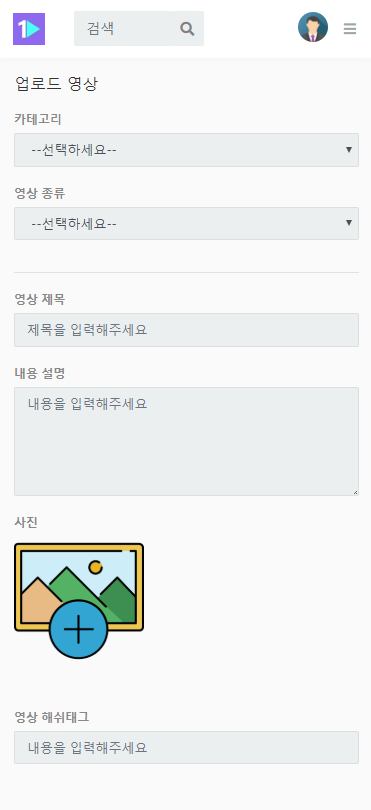 1
검색
업로드 영상
카테고리
--선택하세요--
영상 종류
--선택하세요--
영상 제목
제목을 입력해주세요
내용 설명
내용을 입력해주세요
사진
영상 해쉬태그
내용을 입력해주세요